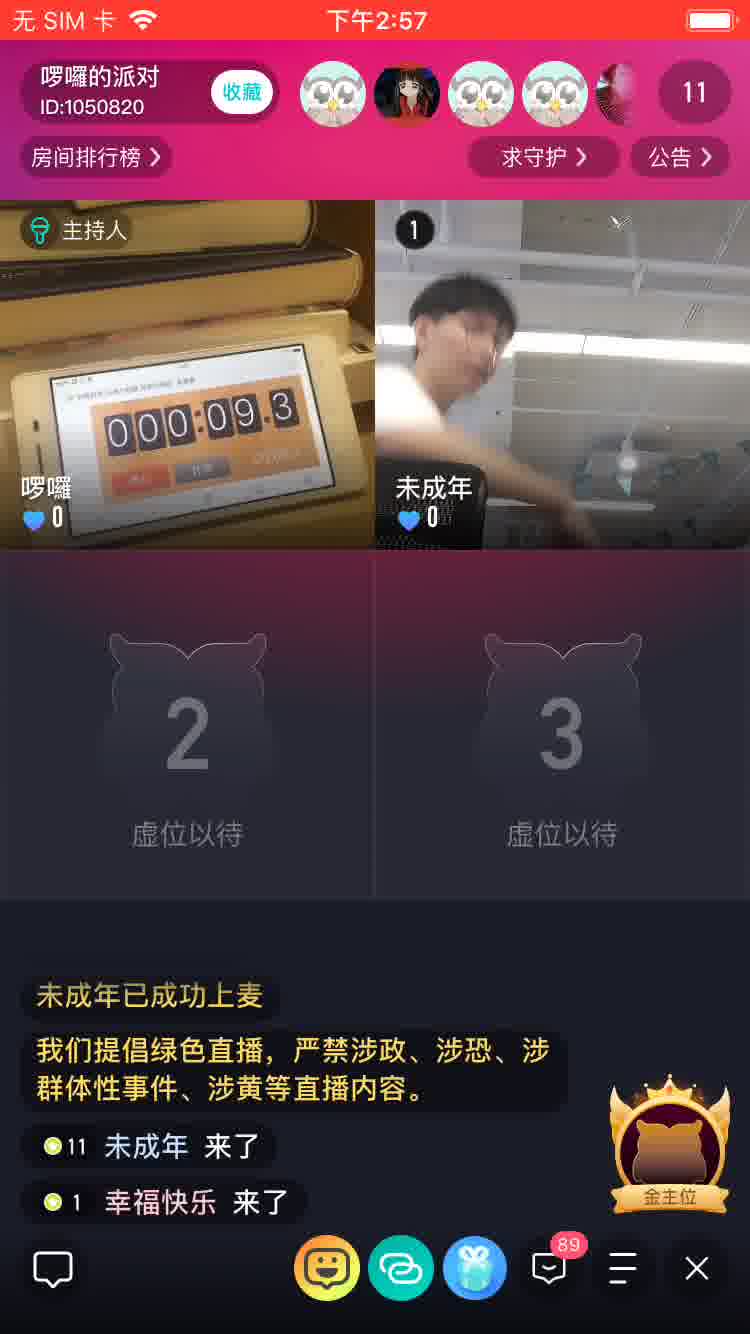 无 SIM 卡
下午2:57
啰囉的派对
ID:1050820
收藏
11
房间排行榜
求守护
公告
主持人
1
000:09.3
啰囉
0
未成年
0
2
3
虚位以待
虚位以待
未成年已成功上麦
我们提倡绿色直播，严禁涉政、涉恐、涉
群体性事件、涉黄等直播内容。
11 未成年 来了
1 幸福快乐 来了
金主位
89